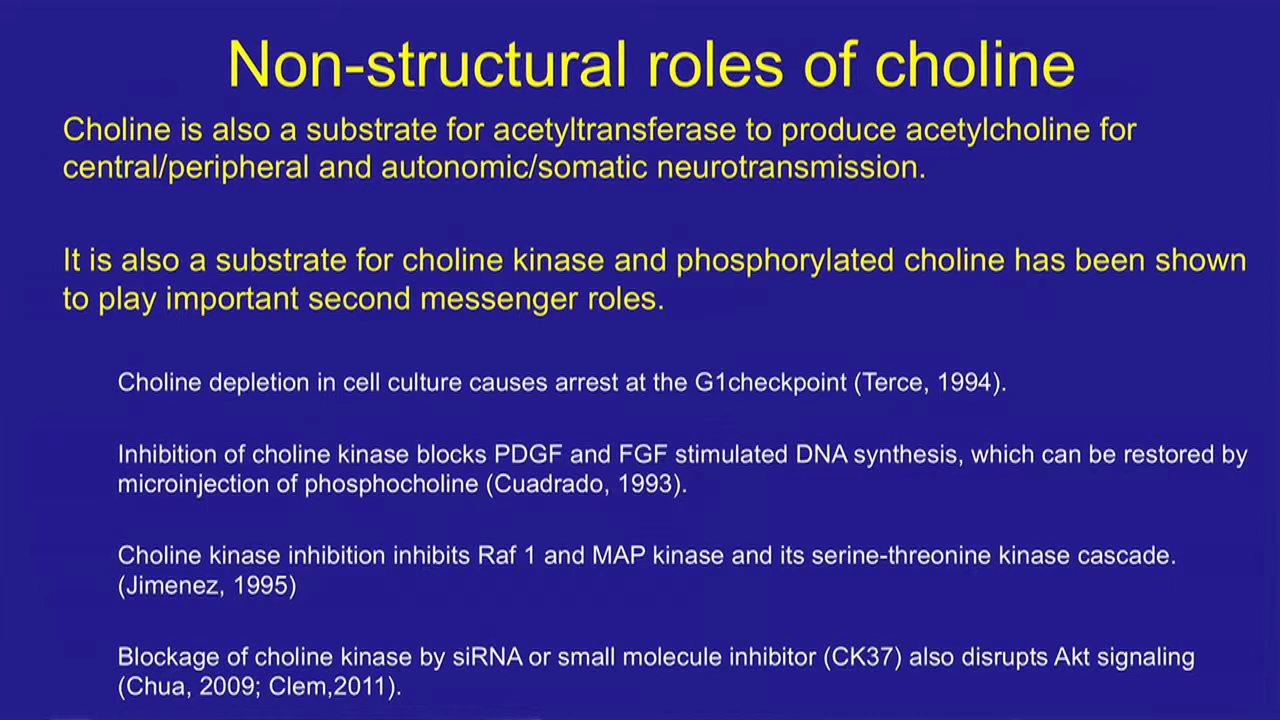 Non-structural roles of choline
Choline is also a substrate for acetyltransferase to produce acetylcholine for
central/peripheral and autonomic/somatic neurotransmission.
It is also a substrate for choline kinase and phosphorylated choline has been shown
to play important second messenger roles.
Choline depletion in cell culture causes arrest at the G1checkpoint (Terce, 1994).
Inhibition of choline kinase blocks PDGF and FGF stimulated DNA synthesis, which can be restored by
microinjection of phosphocholine (Cuadrado, 1993).
Choline kinase inhibition inhibits Raf 1 and MAP kinase and its serine-threonine kinase cascade.
(Jimenez, 1995)
Blockage of choline kinase by siRNA or small molecule inhibitor (CK37) also disrupts Akt signaling
(Chua, 2009; Clem,2011).